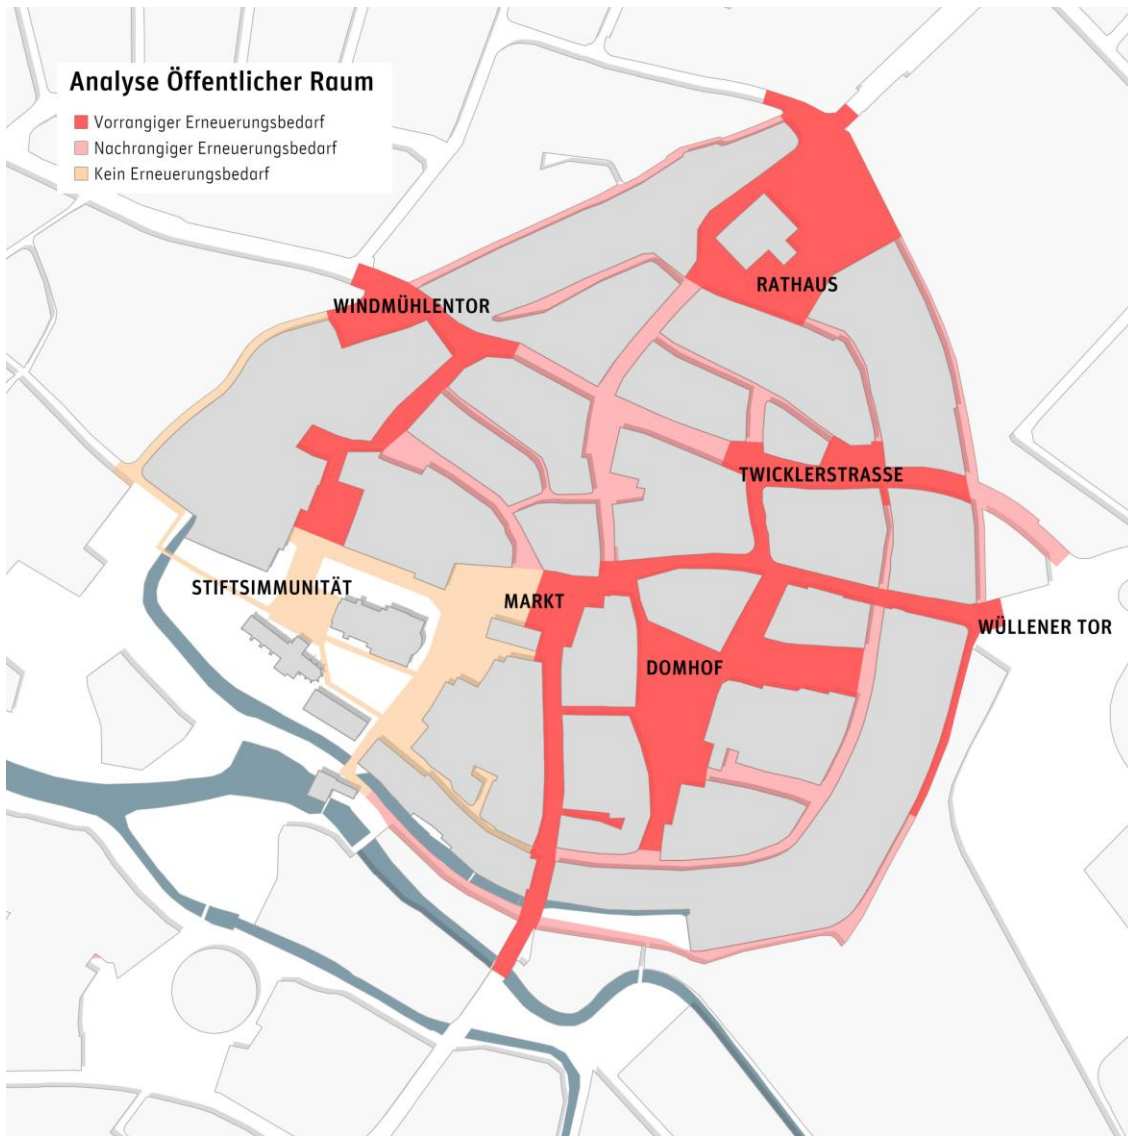 Analyse Öffentlicher Raum
Vorrangiger Erneuerungsbedarf
Nachrangiger Erneuerungsbedarf
Kein Erneuerungsbedarf
RATHAUS
WINDMÜHLENTOR
TWICKLERSTRASSE
STIFTSIMMUNITÄT
MARKT
WÜLLENER TOR
DOMHOF